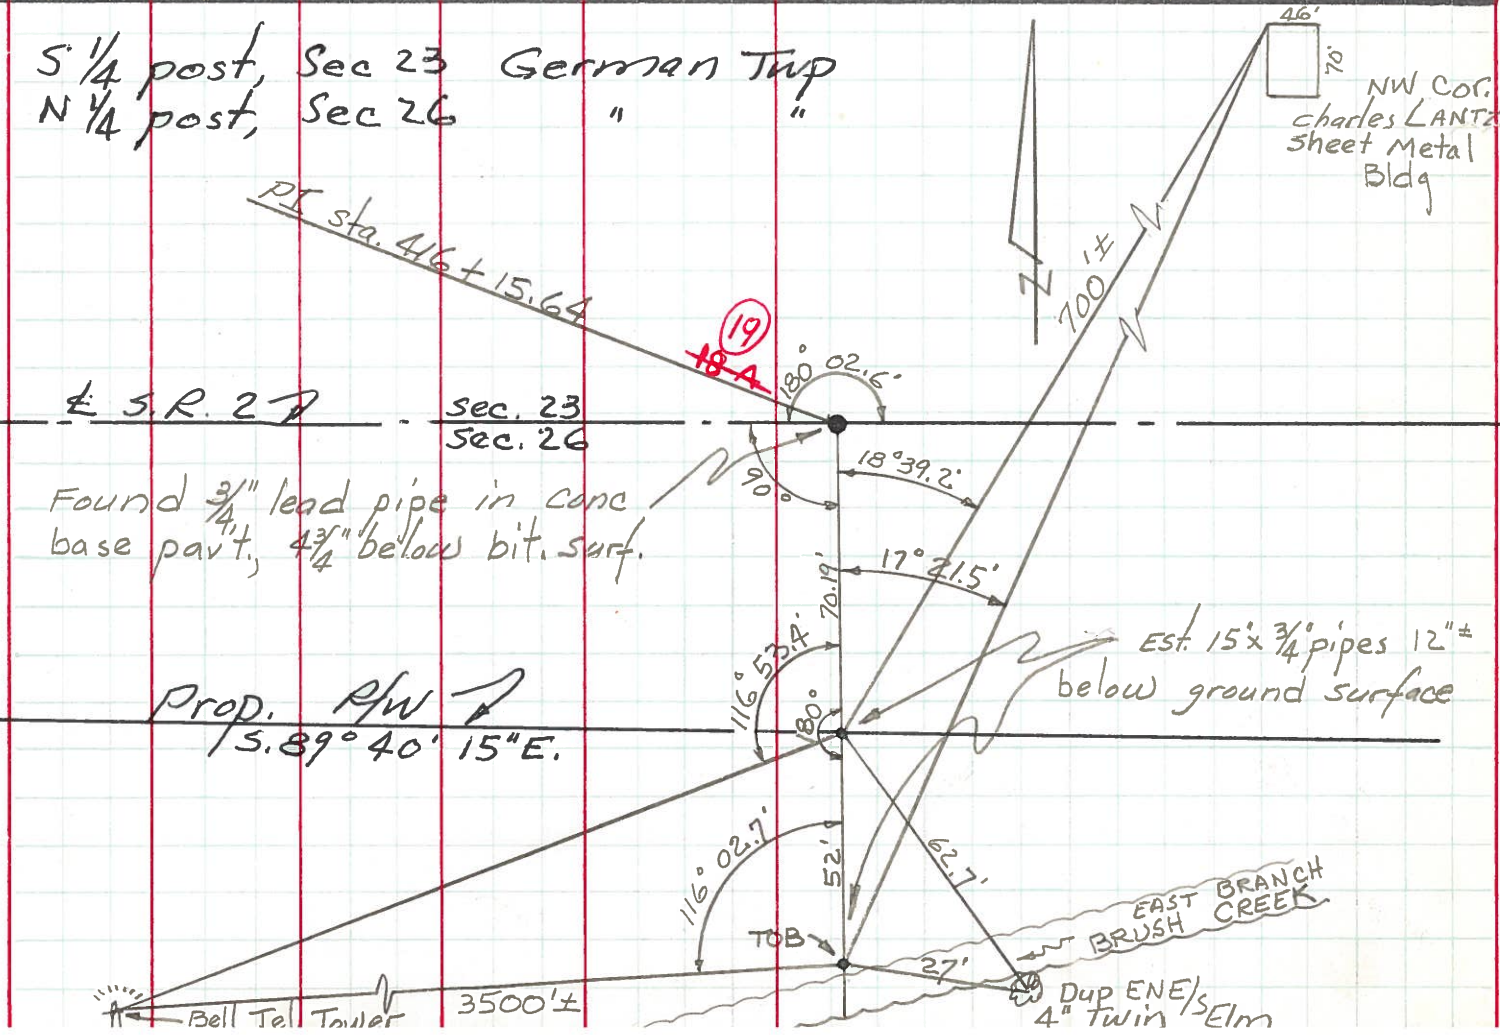 S 1/4 post, Sec 23 German Twp
N 1/4 post, Sec 26 " "
46'
70'
NW Cor.
charles LANTZ
sheet Metal
Bldg
PI sta. 416 + 15.64
700'±
N
19
18-A
180° 02.6'
℄ S.R. 2
sec. 23
sec. 26
90°
18°39.2'
Found 3/4" lead pipe in conc
base pav't., 4 3/4" below bit. surf.
17° 21.5'
70.19'
116° 53.4'
Est. 15" x 3/4" pipes 12"±
below ground surface
Prop. R/W
S. 89° 40' 15" E.
180°
116° 02.7'
52'
62.7'
EAST BRANCH
BRUSH CREEK
TOB
27'
3500'±
Bell Tel Tower
Dup ENE/S
4" Twin Elm